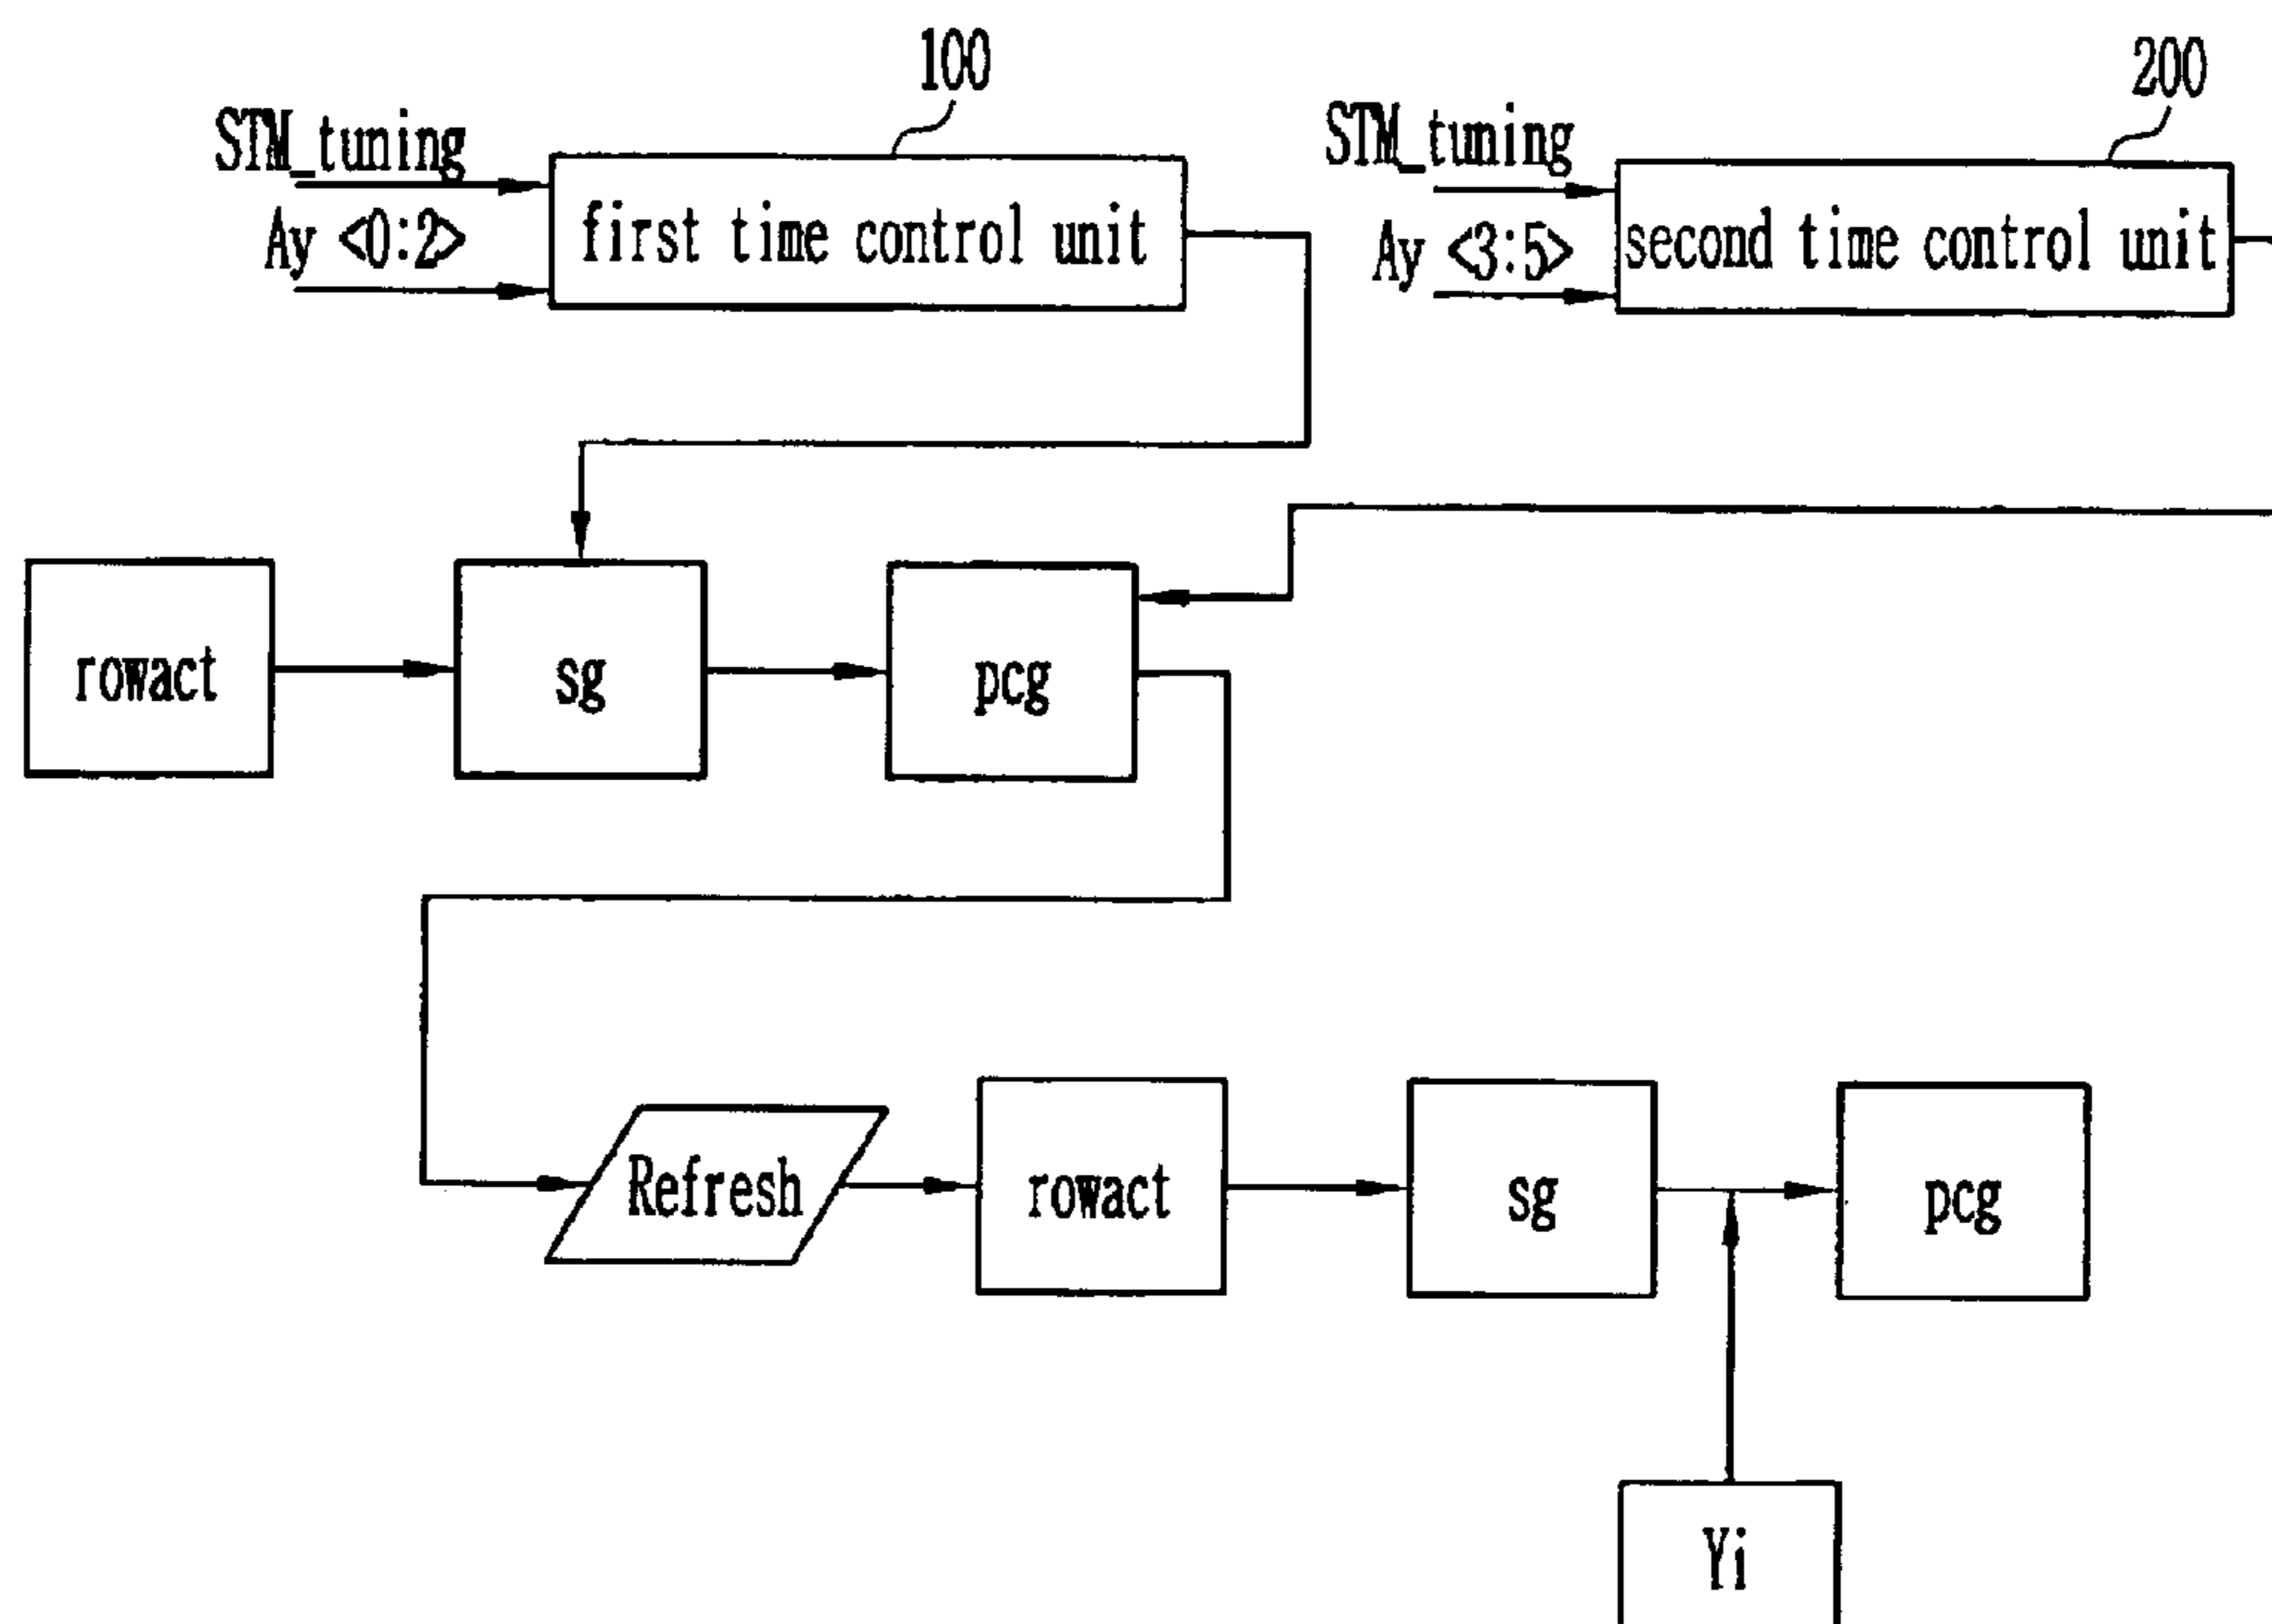 100
200
STM_tuning
STM_tuning
Ay <0:2>
first time control unit
Ay <3:5>
second time control unit
rowact
sg
pcg
Refresh
rowact
sg
pcg
Yi